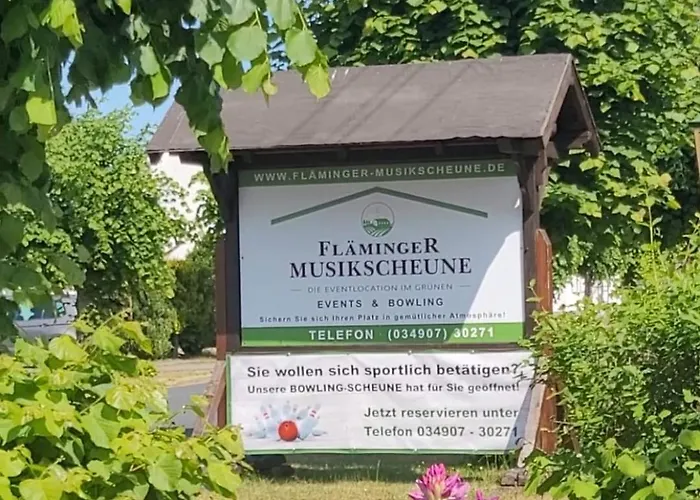 WWW.FLÄMINGER-MUSIKSCHEUNE.DE
FLÄMINGER
MUSIKSCHEUNE
DIE EVENTLOCATION IM GRÜNEN
EVENTS & BOWLING
Sichern Sie sich Ihren Platz in gemütlicher Atmosphäre!
TELEFON (034907) 30271
Sie wollen sich sportlich betätigen?
Unsere BOWLING-SCHEUNE hat für Sie geöffnet!
Jetzt reservieren unter
Telefon 034907 - 30271